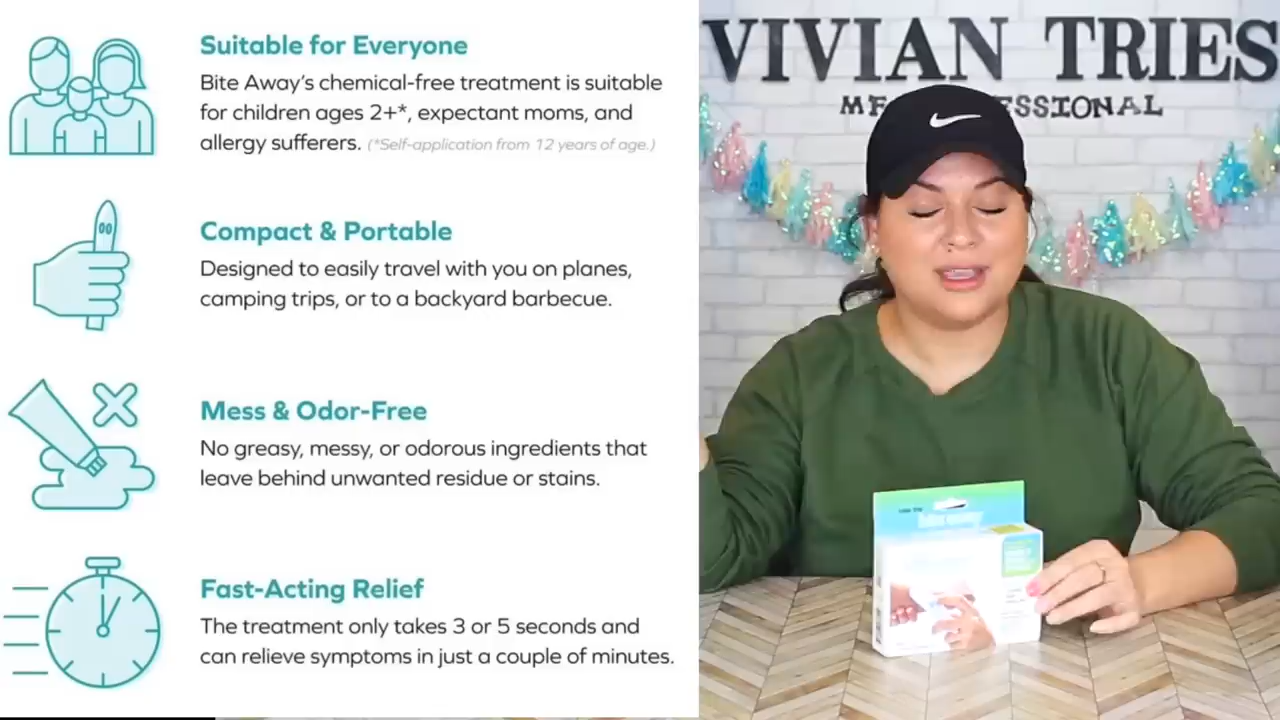 Suitable for Everyone
Bite Away's chemical-free treatment is suitable
for children ages 2+*, expectant moms, and
allergy sufferers. (*Self-application from 12 years of age.)
Compact & Portable
Designed to easily travel with you on planes,
camping trips, or to a backyard barbecue.
Mess & Odor-Free
No greasy, messy, or odorous ingredients that
leave behind unwanted residue or stains.
Fast-Acting Relief
The treatment only takes 3 or 5 seconds and
can relieve symptoms in just a couple of minutes.
VIVIAN TRIES